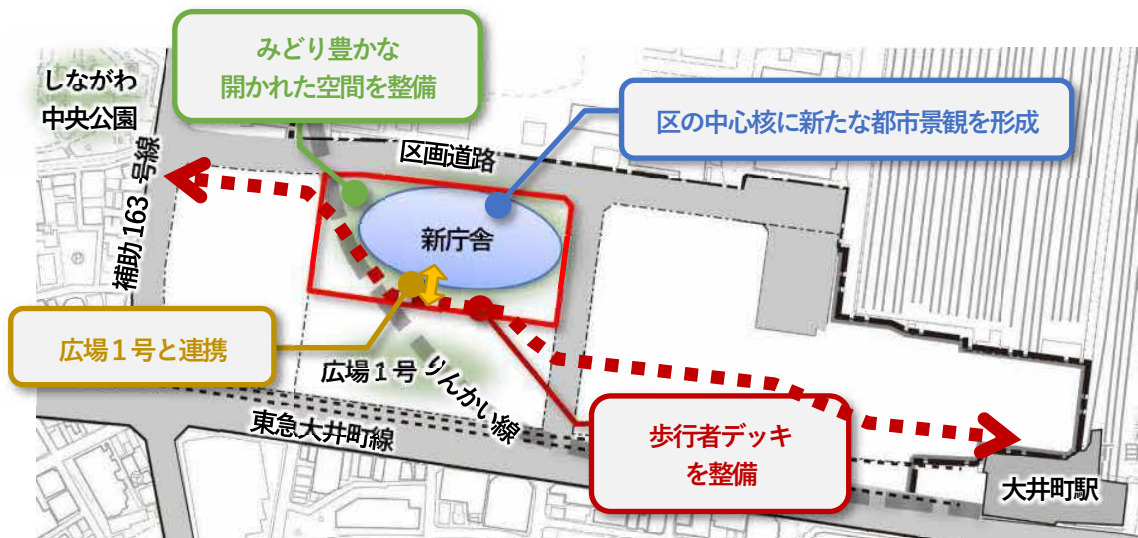 みどり豊かな
開かれた空間を整備
しながわ
中央公園
区の中心核に新たな都市景観を形成
区画道路
補助163号線
新庁舎
広場１号と連携
広場１号
りんかい線
東急大井町線
歩行者デッキ
を整備
大井町駅